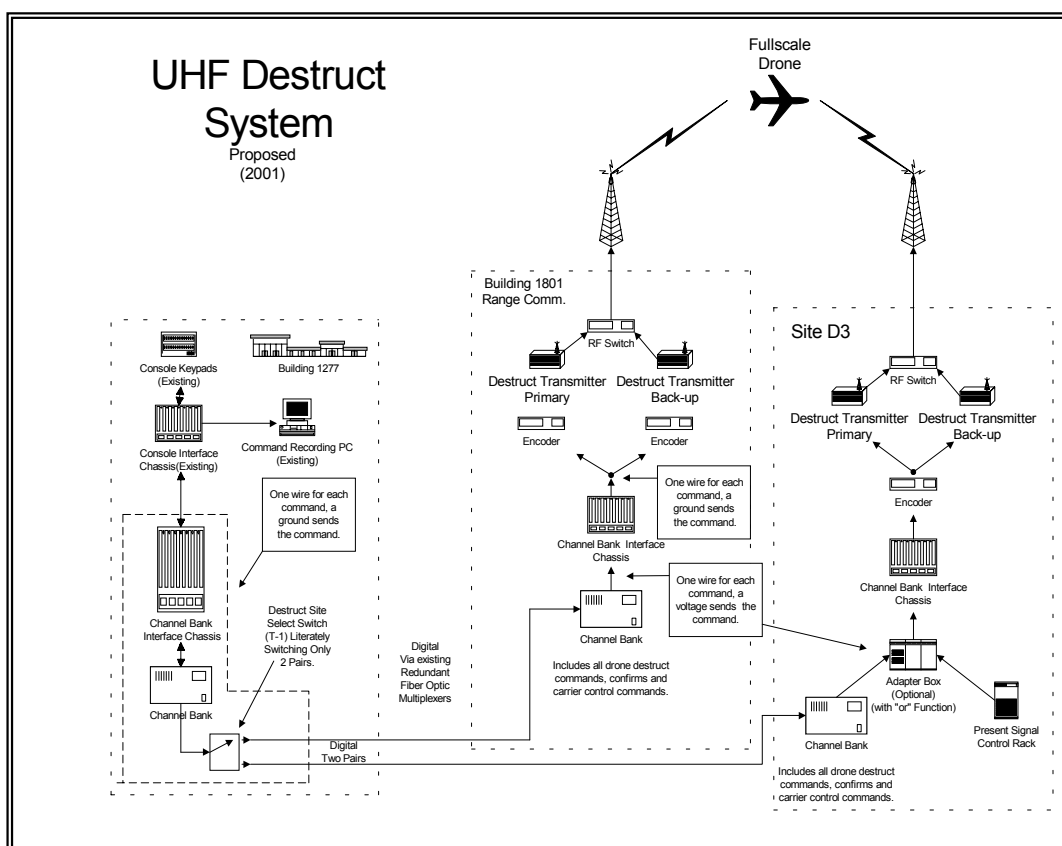 UHF Destruct
System
Proposed
(2001)
Fullscale
Drone
Console Keypads
(Existing)
Building 1277
Console Interface
Chassis(Existing)
Command Recording PC
(Existing)
One wire for each
command, a
ground sends
the command.
Channel Bank
Interface Chassis
Destruct Site
Select Switch
(T-1) Literately
Switching Only
2 Pairs.
Channel Bank
Digital
Two Pairs
Digital
Via existing
Redundant
Fiber Optic
Multiplexers
Building 1801
Range Comm.
RF Switch
Destruct Transmitter
Primary
Destruct Transmitter
Back-up
Encoder
Encoder
One wire for each
command, a
ground sends
the command.
Channel Bank Interface
Chassis
One wire for each
command, a
voltage sends the
command.
Channel Bank
Includes all drone destruct
commands, confirms and
carrier control commands.
Site D3
RF Switch
Destruct Transmitter
Primary
Destruct Transmitter
Back-up
Encoder
Channel Bank Interface
Chassis
Adapter Box
(Optional)
(with "or" Function)
Channel Bank
Present Signal
Control Rack
Includes all drone destruct
commands, confirms and
carrier control commands.